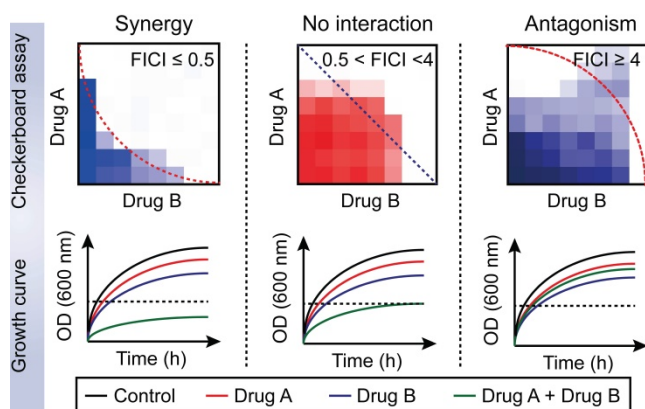 Synergy
No interaction
Antagonism
Checkerboard assay
Drug A
FICI ≤ 0.5
Drug B
Drug A
0.5 < FICI <4
Drug B
Drug A
FICI ≥ 4
Drug B
Growth curve
OD (600 nm)
Time (h)
OD (600 nm)
Time (h)
OD (600 nm)
Time (h)
Control Drug A Drug B Drug A + Drug B